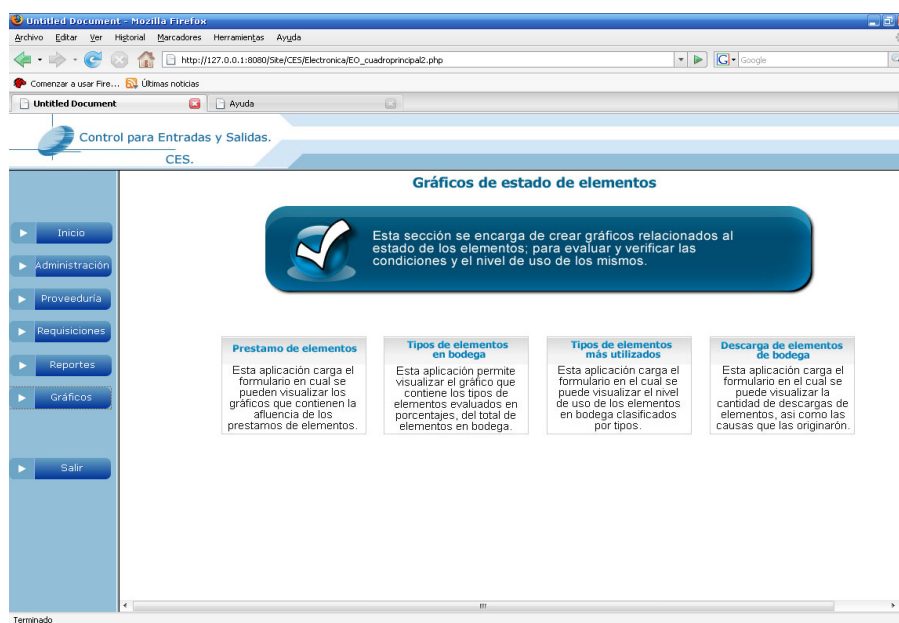 Untitled Document - Mozilla Firefox
Archivo Editar Ver Historial Marcadores Herramientas Ayuda
http://127.0.0.1:8080/Site/CES/Electronica/EO_cuadroprincipal2.php
Google
Comenzar a usar Fire... Últimas noticias
Untitled Document Ayuda
Control para Entradas y Salidas.
CES.
Gráficos de estado de elementos
Esta sección se encarga de crear gráficos relacionados al
estado de los elementos; para evaluar y verificar las
condiciones y el nivel de uso de los mismos.
Inicio
Administración
Proveeduría
Requisiciones
Reportes
Gráficos
Salir
Prestamo de elementos
Esta aplicación carga el
formulario en cual se
pueden visualizar los
gráficos que contienen la
afluencia de los
prestamos de elementos.
Tipos de elementos
en bodega
Esta aplicación permite
visualizar el gráfico que
contiene los tipos de
elementos evaluados en
porcentajes, del total de
elementos en bodega.
Tipos de elementos
más utilizados
Esta aplicación carga el
formulario en el cual se
puede visualizar el nivel
de uso de los elementos
en bodega clasificados
por tipos.
Descarga de elementos
de bodega
Esta aplicación carga el
formulario en el cual se
puede visualizar la
cantidad de descargas de
elementos, asi como las
causas que las originarón.
Terminado